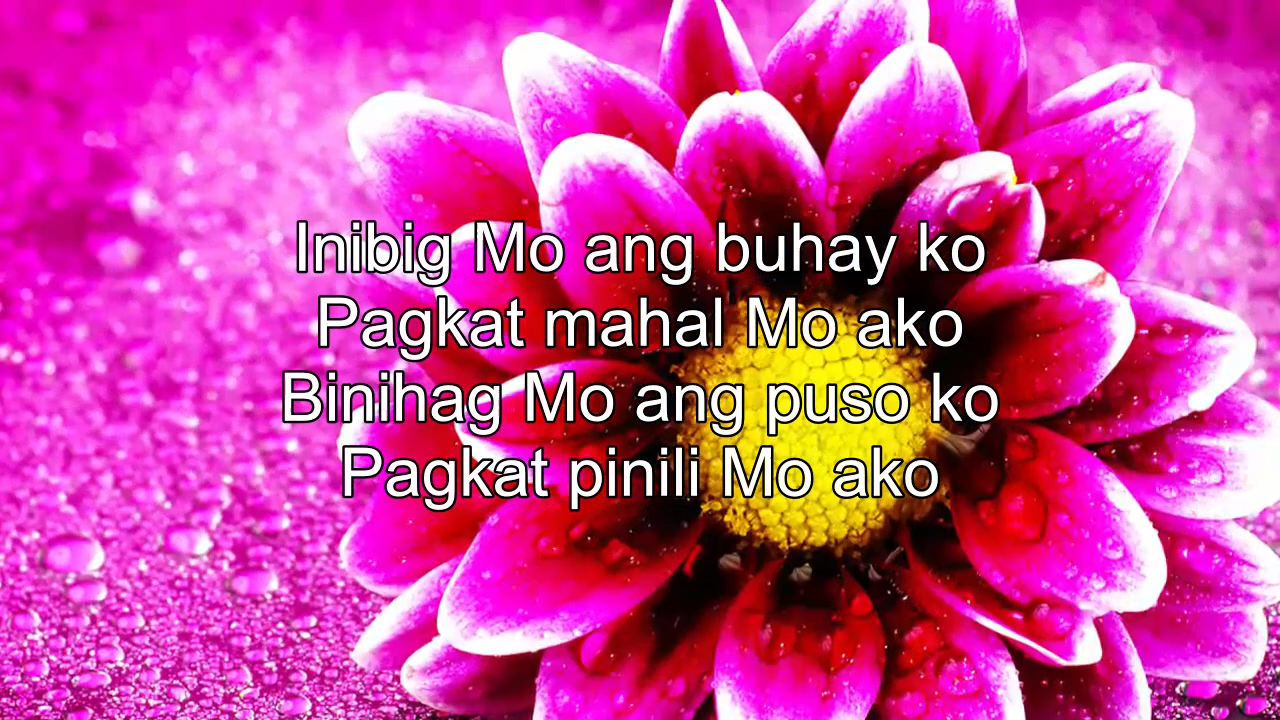 Inibig Mo ang buhay ko
Pagkat mahal Mo ako
Binihag Mo ang puso ko
Pagkat pinili Mo ako